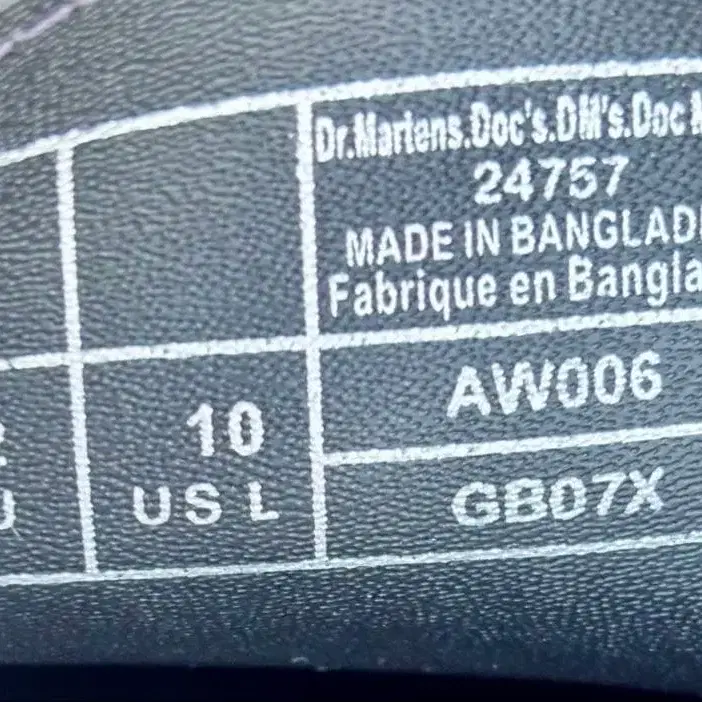 Dr.Martens.Doc's.DM's.Doc M
24757
MADE IN BANGLAD
Fabrique en Bangla
AW006
10
US L
GB07X